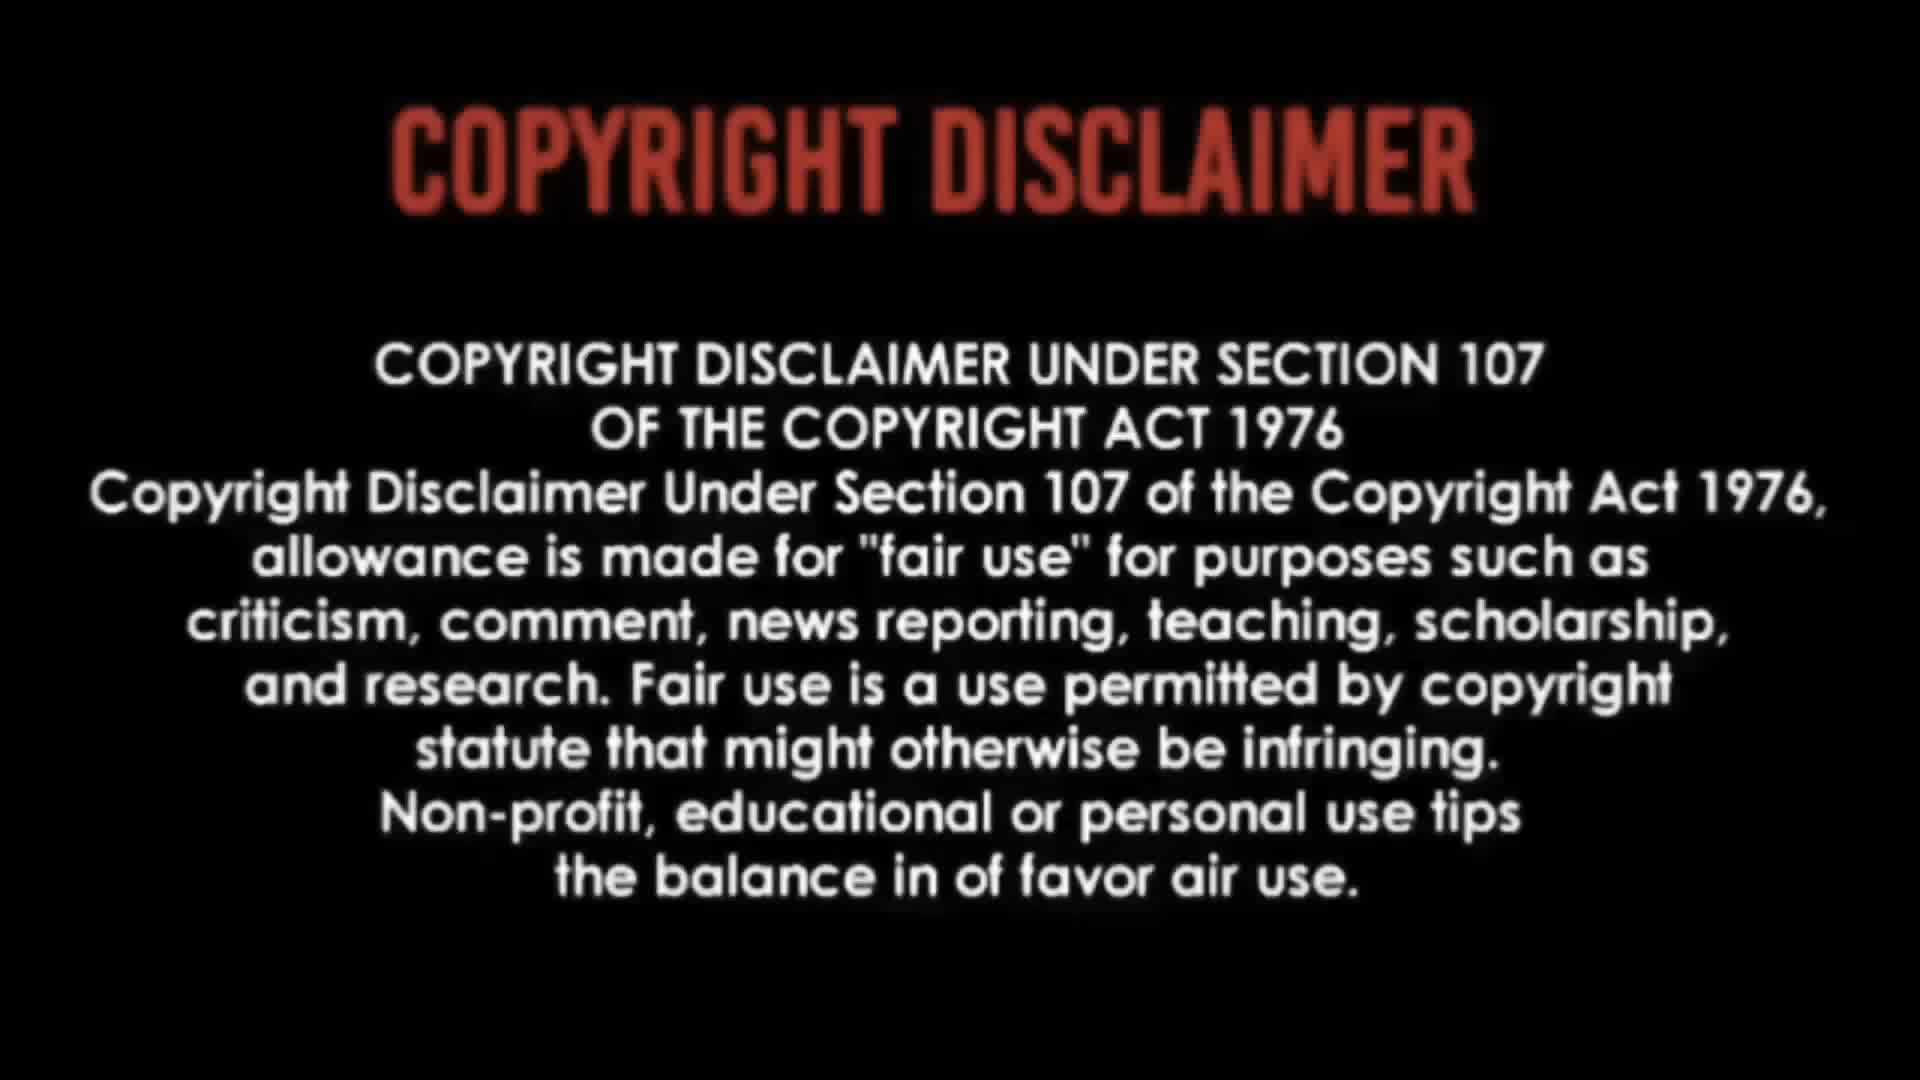 COPYRIGHT DISCLAIMER
COPYRIGHT DISCLAIMER UNDER SECTION 107
OF THE COPYRIGHT ACT 1976
Copyright Disclaimer Under Section 107 of the Copyright Act 1976,
allowance is made for "fair use" for purposes such as
criticism, comment, news reporting, teaching, scholarship,
and research. Fair use is a use permitted by copyright
statute that might otherwise be infringing.
Non-profit, educational or personal use tips
the balance in of favor air use.